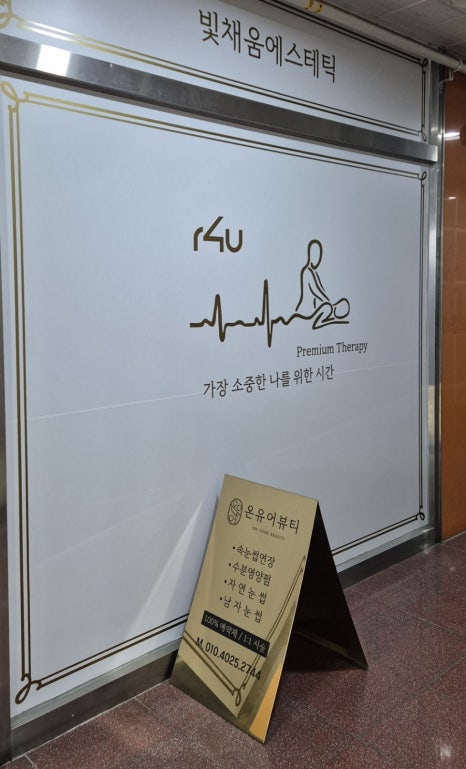 빛채움에스테틱
r4u
Premium Therapy
가장 소중한 나를 위한 시간
온유어뷰티
ON YOUR BEAUTY
•속눈썹연장
•수분영양펌
•자연눈썹
•남자눈썹
100% 예약제 / 1:1 시술
M. 010.4025.2744